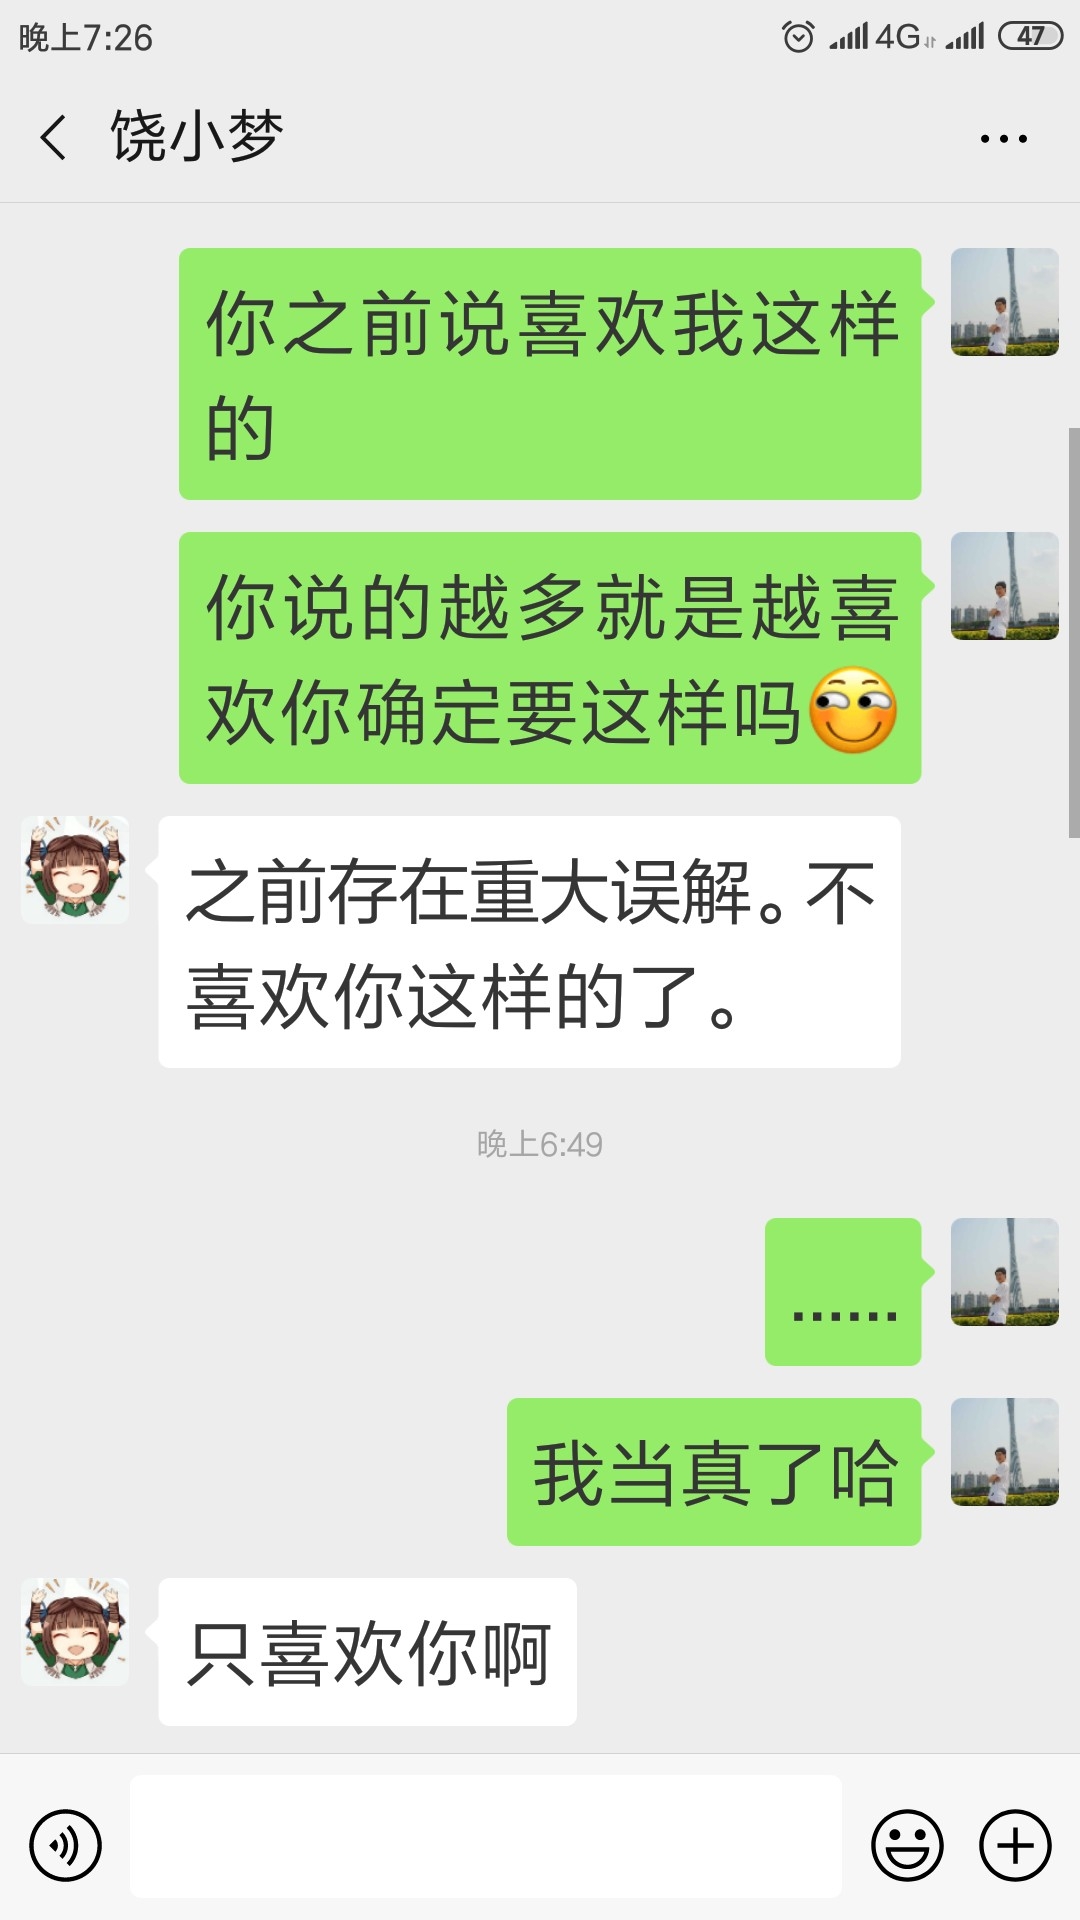 晚上7:26
4G
47
饶小梦
你之前说喜欢我这样
的
你说的越多就是越喜
欢你确定要这样吗
之前存在重大误解。不
喜欢你这样的了。
晚上6:49
......
我当真了哈
只喜欢你啊